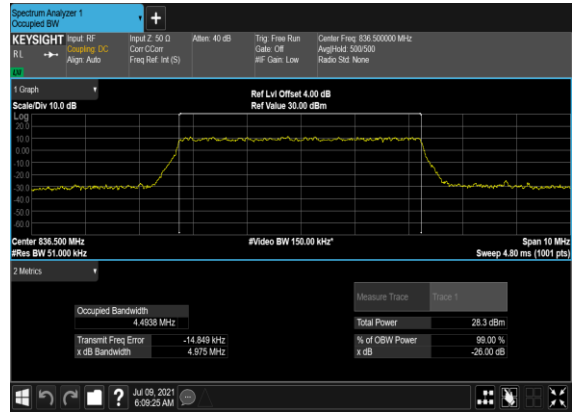 Spectrum Analyzer 1
Occupied BW
KEYSIGHT Input: RF Input Z: 50 Ω Atten: 40 dB Trig: Free Run Center Freq: 836.500000 MHz
RL Coupling: DC Corr CCorr Gate: Off Avg|Hold: 500/500
Align: Auto Freq Ref: Int (S) #IF Gain: Low Radio Std: None
LW
1 Graph Ref Lvl Offset 4.00 dB
Scale/Div 10.0 dB Ref Value 30.00 dBm
Log
20.0
10.0
0.00
-10.0
-20.0
-30.0
-40.0
-50.0
-60.0
Center 836.500 MHz #Video BW 150.00 kHz* Span 10 MHz
#Res BW 51.000 kHz Sweep 4.80 ms (1001 pts)
2 Metrics
Measure Trace Trace 1
Occupied Bandwidth
4.4938 MHz Total Power 28.3 dBm
Transmit Freq Error -14.849 kHz % of OBW Power 99.00 %
x dB Bandwidth 4.975 MHz x dB -26.00 dB
? Jul 09, 2021
6:09:25 AM